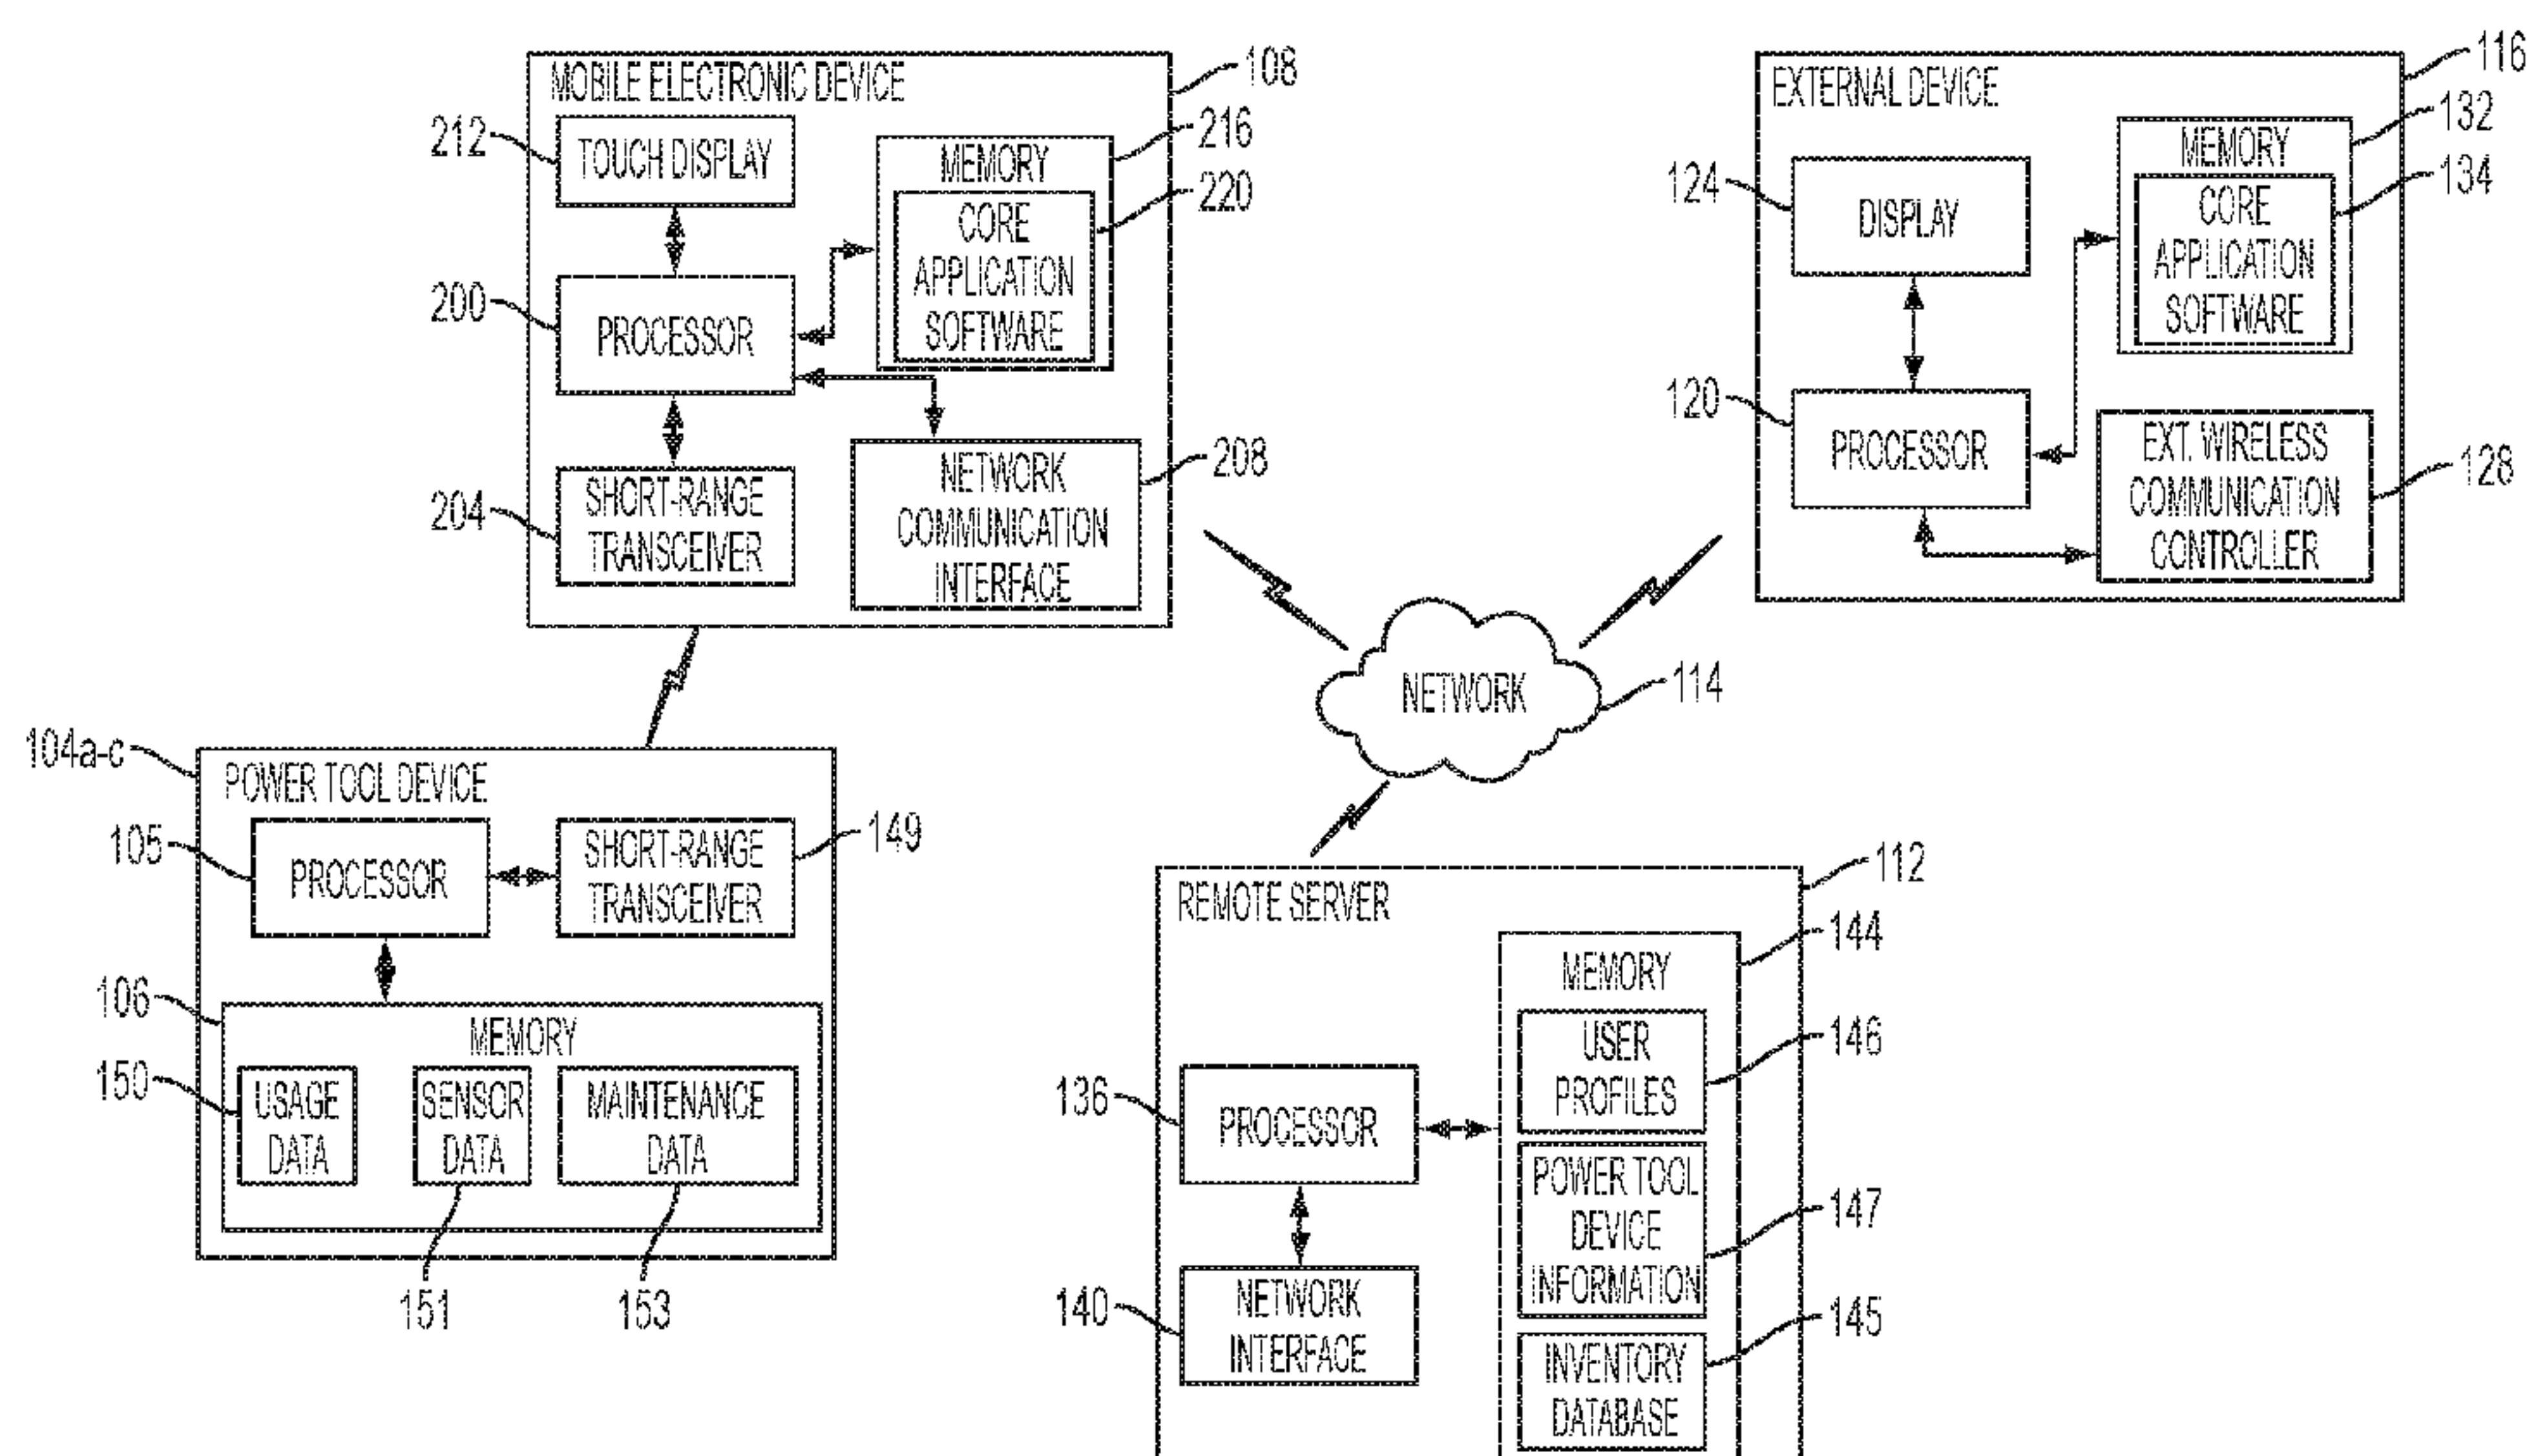 MOBILE ELECTRONIC DEVICE
108
212
TOUCH DISPLAY
216
MEMORY
220
CORE
APPLICATION
SOFTWARE
200
PROCESSOR
204
SHORT-RANGE
TRANSCEIVER
208
NETWORK
COMMUNICATION
INTERFACE
EXTERNAL DEVICE
116
132
MEMORY
134
CORE
APPLICATION
SOFTWARE
124
DISPLAY
120
PROCESSOR
EXT. WIRELESS
COMMUNICATION
CONTROLLER
128
NETWORK
114
104a-c
POWER TOOL DEVICE
105
PROCESSOR
SHORT-RANGE
TRANSCEIVER
149
106
MEMORY
150
USAGE
DATA
SENSOR
DATA
MAINTENANCE
DATA
151
153
REMOTE SERVER
112
144
MEMORY
USER
PROFILES
146
136
PROCESSOR
POWER TOOL
DEVICE
INFORMATION
147
140
NETWORK
INTERFACE
145
INVENTORY
DATABASE